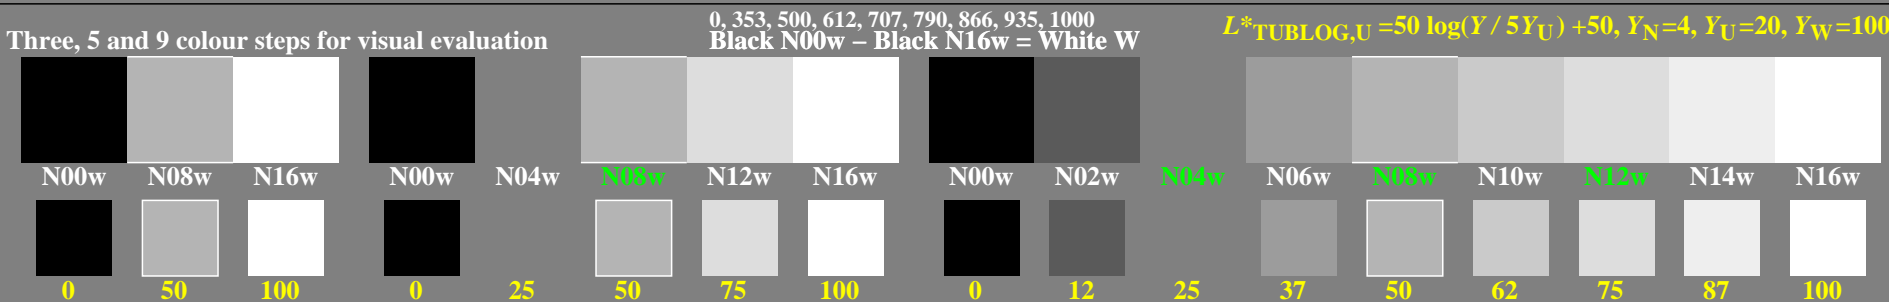 0, 353, 500, 612, 707, 790, 866, 935, 1000
Three, 5 and 9 colour steps for visual evaluation
Black N00w – Black N16w = White W
L*TUBLOG,U =50 log(Y / 5YU) +50, YN=4, YU=20, YW=100
N00w N08w N16w N00w N04w N08w N12w N16w N00w N02w N04w N06w N08w N10w N12w N14w N16w
0 50 100 0 25 50 75 100 0 12 25 37 50 62 75 87 100